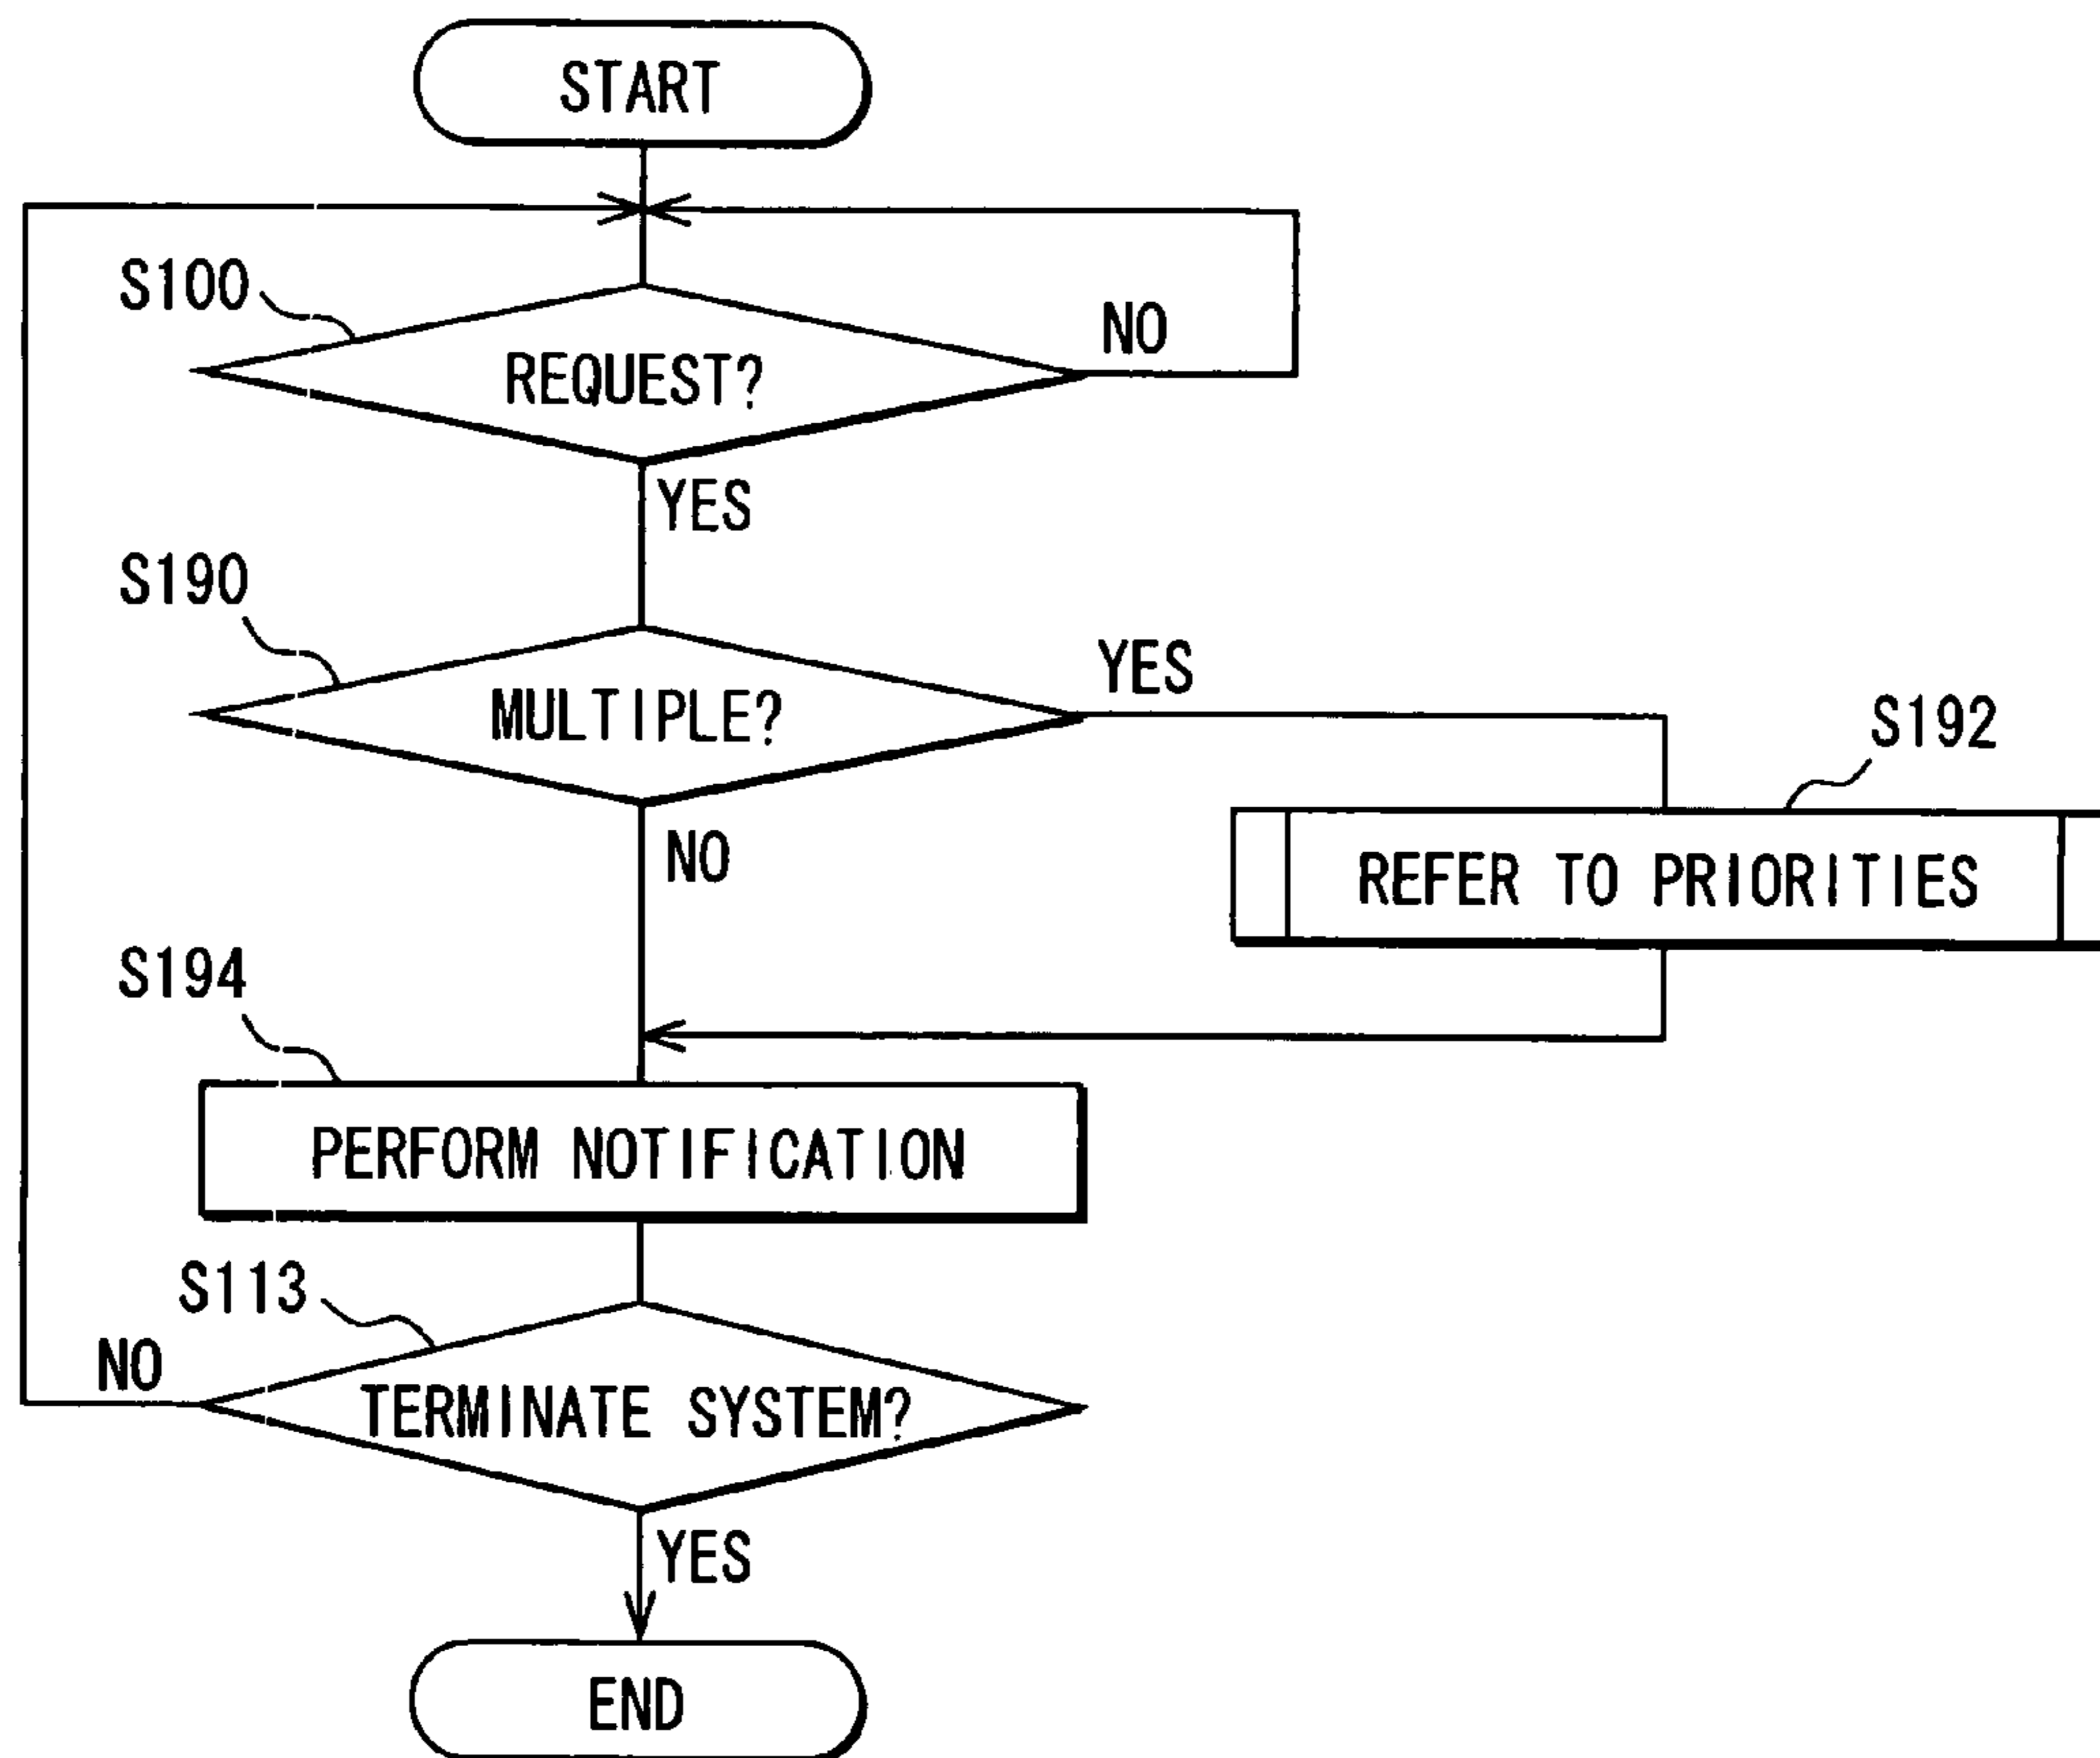 START
S100
REQUEST?
NO
YES
S190
MULTIPLE?
YES
S192
REFER TO PRIORITIES
NO
S194
PERFORM NOTIFICATION
S113
NO
TERMINATE SYSTEM?
YES
END